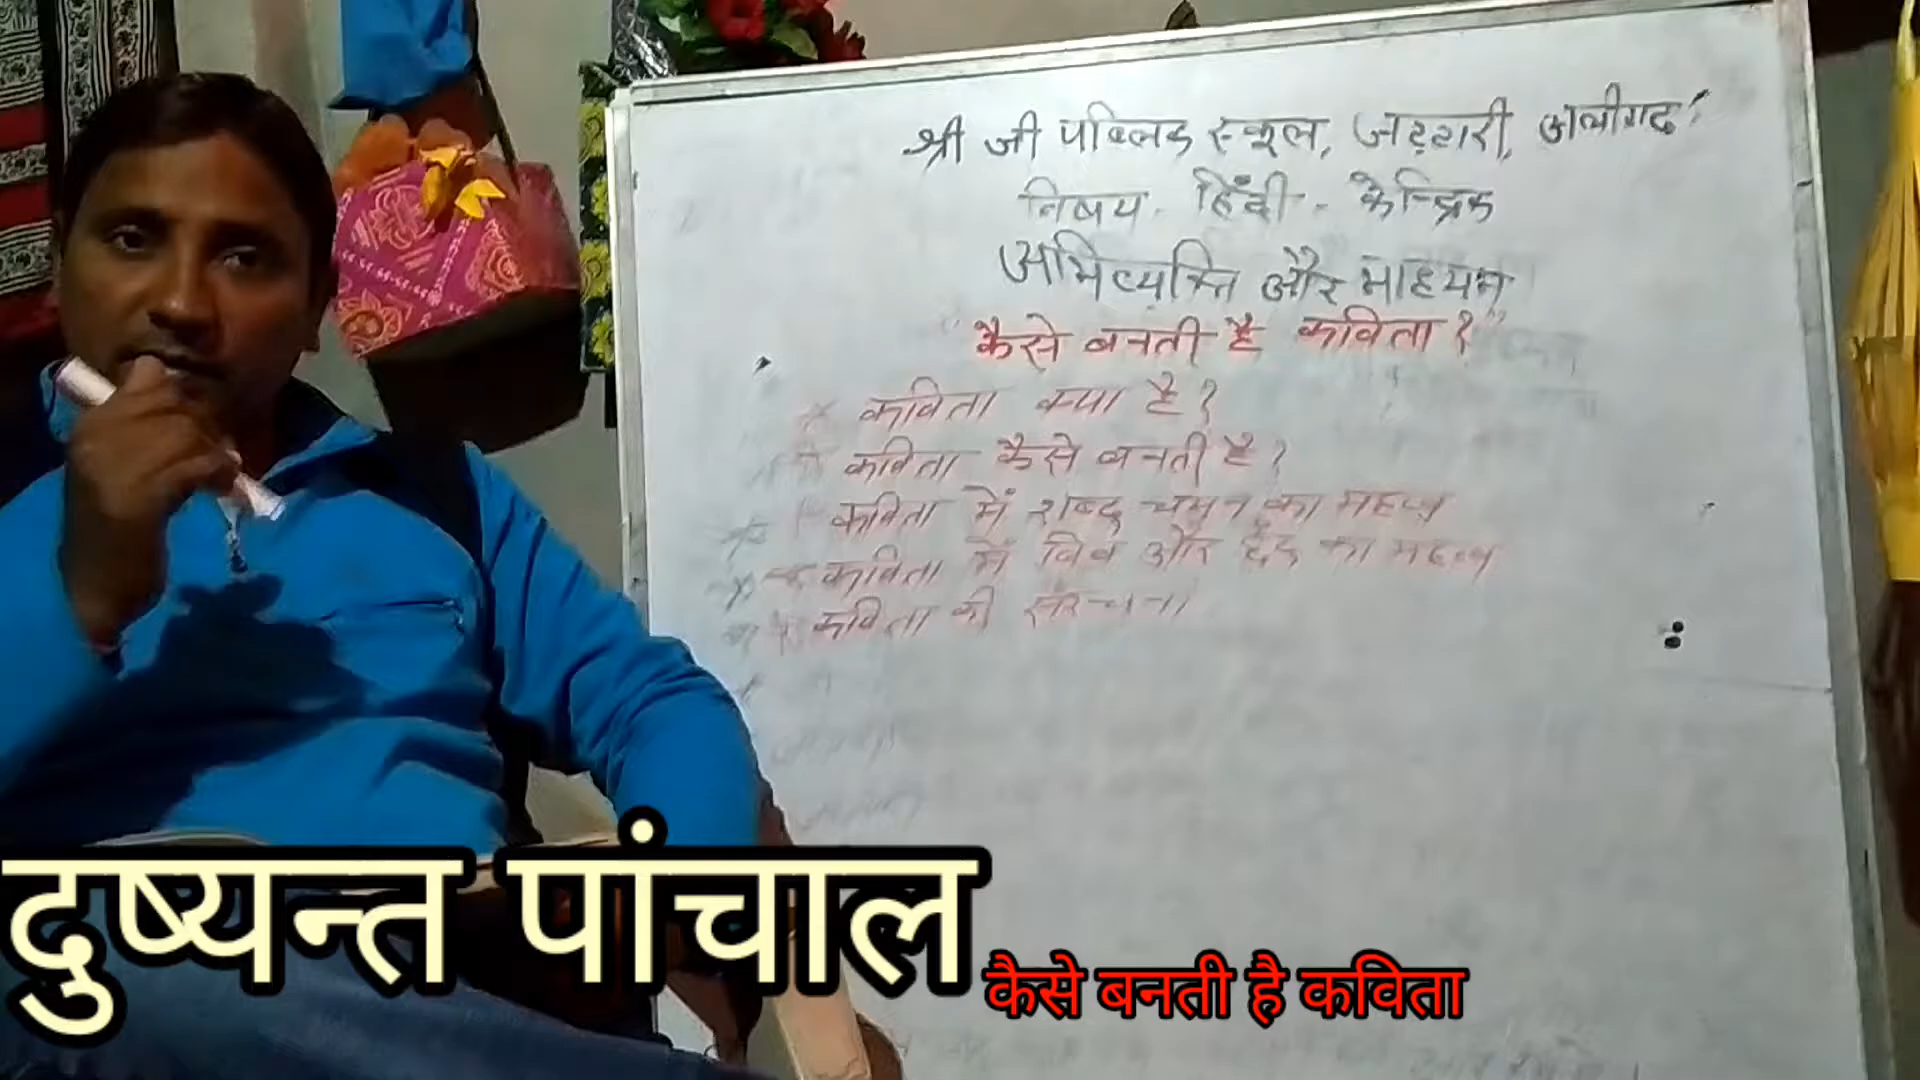 श्री जी पब्लिक स्कूल, जट्टारी, अलीगढ़
विषय - हिंदी - केन्द्रिक
अभिव्यक्ति और माध्यम
"कैसे बनती है कविता?"
* कविता क्या है?
कविता कैसे बनती है?
* कविता में शब्द चयन का महत्व
* कविता में बिंब और छंद का महत्व
* कविता की संरचना
दुष्यन्त पांचाल
कैसे बनती है कविता